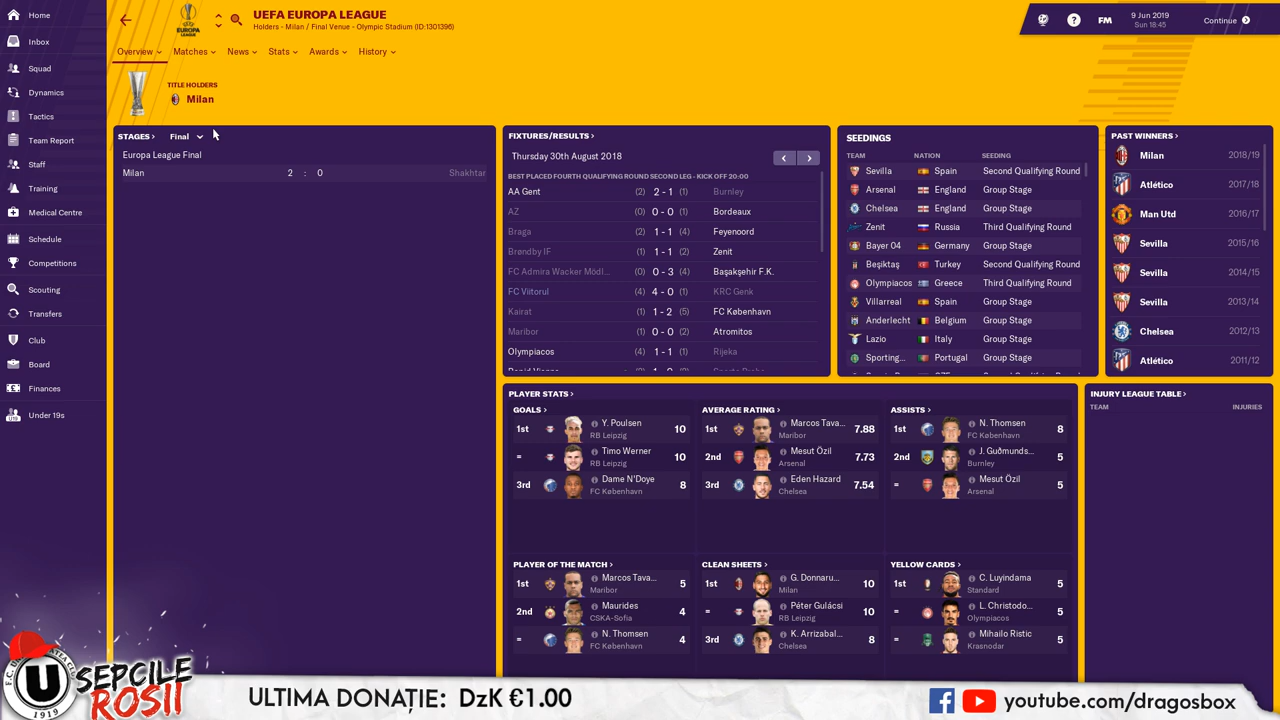 Home
Inbox
Squad
Dynamics
Tactics
Team Report
Staff
Training
Medical Centre
Schedule
Competitions
Scouting
Transfers
Club
Board
Finances
Under 19s
UEFA EUROPA LEAGUE
Holders - Milan / Final Venue - Olympic Stadium (ID:1301396)
FM
9 Jun 2019
Sun 18:45
Continue
Overview Matches News Stats Awards History
TITLE HOLDERS
Milan
STAGES Final
Europa League Final
Milan 2 : 0 Shakhtar
FIXTURES/RESULTS
Thursday 30th August 2018
BEST PLACED FOURTH QUALIFYING ROUND SECOND LEG - KICK OFF 20:00
AA Gent (2) 2 - 1 (1) Burnley
AZ (0) 0 - 0 (1) Bordeaux
Braga (2) 1 - 1 (4) Feyenoord
Brøndby IF (1) 1 - 1 (2) Zenit
FC Admira Wacker Mödl... (0) 0 - 3 (4) Başakşehir F.K.
FC Viitorul (4) 4 - 0 (1) KRC Genk
Kairat (1) 1 - 2 (5) FC København
Maribor (1) 0 - 0 (2) Atromitos
Olympiacos (4) 1 - 1 (1) Rijeka
SEEDINGS
TEAM NATION SEEDING
Sevilla Spain Second Qualifying Round
Arsenal England Group Stage
Chelsea England Group Stage
Zenit Russia Third Qualifying Round
Bayer 04 Germany Group Stage
Beşiktaş Turkey Second Qualifying Round
Olympiacos Greece Third Qualifying Round
Villarreal Spain Group Stage
Anderlecht Belgium Group Stage
Lazio Italy Group Stage
Sporting... Portugal Group Stage
PAST WINNERS
Milan 2018/19
Atlético 2017/18
Man Utd 2016/17
Sevilla 2015/16
Sevilla 2014/15
Sevilla 2013/14
Chelsea 2012/13
Atlético 2011/12
PLAYER STATS
GOALS
1st Y. Poulsen 10
RB Leipzig
= Timo Werner 10
RB Leipzig
3rd Dame N'Doye 8
FC København
AVERAGE RATING
1st Marcos Tava... 7.88
Maribor
2nd Mesut Özil 7.73
Arsenal
3rd Eden Hazard 7.54
Chelsea
ASSISTS
1st N. Thomsen 8
FC København
2nd J. Guðmunds... 5
Burnley
= Mesut Özil 5
Arsenal
PLAYER OF THE MATCH
1st Marcos Tava... 5
Maribor
2nd Maurides 4
CSKA-Sofia
= N. Thomsen 4
FC København
CLEAN SHEETS
1st G. Donnaru... 10
Milan
= Péter Gulácsi 10
RB Leipzig
3rd K. Arrizabal... 8
Chelsea
YELLOW CARDS
1st C. Luyindama 5
Standard
= L. Christodo... 5
Olympiacos
= Mihailo Ristic 5
Krasnodar
INJURY LEAGUE TABLE
TEAM INJURIES
U
1919
SEPCILE
ROSII
ULTIMA DONAȚIE: DzK €1.00
youtube.com/dragosbox